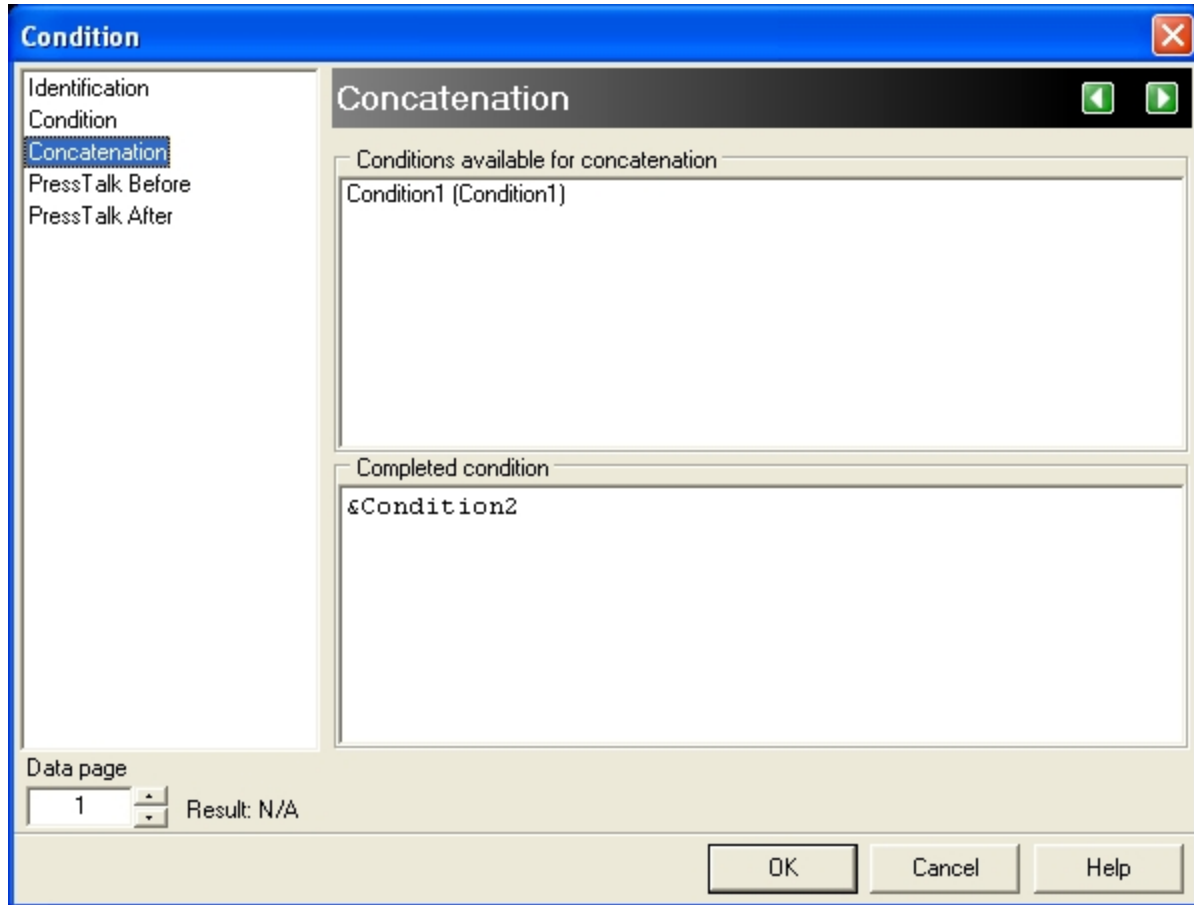 Condition
Identification
Condition
Concatenation
PressTalk Before
PressTalk After
Concatenation
Conditions available for concatenation
Condition1 (Condition1)
Completed condition
&Condition2
Data page
1
Result: N/A
OK
Cancel
Help